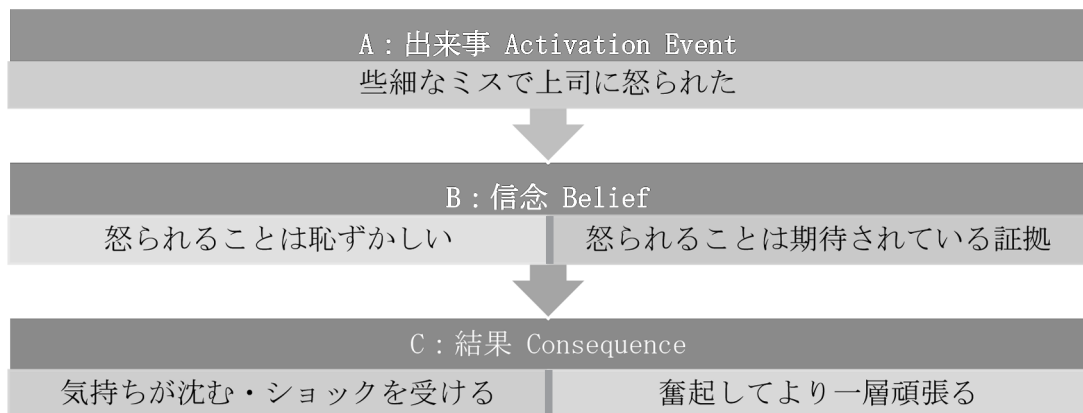 A：出来事 Activation Event
些細なミスで上司に怒られた
B：信念 Belief
怒られることは恥ずかしい
怒られることは期待されている証拠
C：結果 Consequence
気持ちが沈む・ショックを受ける
奮起してより一層頑張る